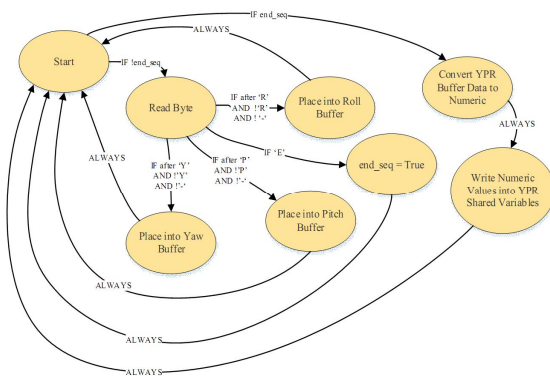 IF end_seq
ALWAYS
Start
IF !end_seq
Convert YPR
Buffer Data to
Numeric
Read Byte
IF after ‘R’
AND !‘R’
AND ! ‘-‘
Place into Roll
Buffer
ALWAYS
ALWAYS
IF ‘E’
end_seq = True
IF after ‘Y’
AND !’Y’
AND !’-‘
IF after ‘P’
AND !’P’
AND !’-‘
Write Numeric
Values into YPR
Shared Variables
Place into Yaw
Buffer
Place into Pitch
Buffer
ALWAYS
ALWAYS
ALWAYS